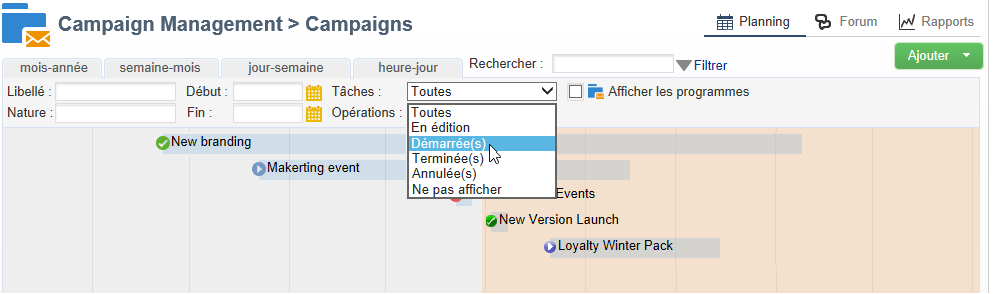 Campaign Management > Campaigns
Planning
Forum
Rapports
mois-année
semaine-mois
jour-semaine
heure-jour
Rechercher :
Filtrer
Ajouter
Libellé :
Début :
Tâches :
Toutes
Afficher les programmes
Nature :
Fin :
Opérations :
Toutes
En édition
Démarrée(s)
Terminée(s)
Annulée(s)
Ne pas afficher
New branding
Makerting event
Events
New Version Launch
Loyalty Winter Pack